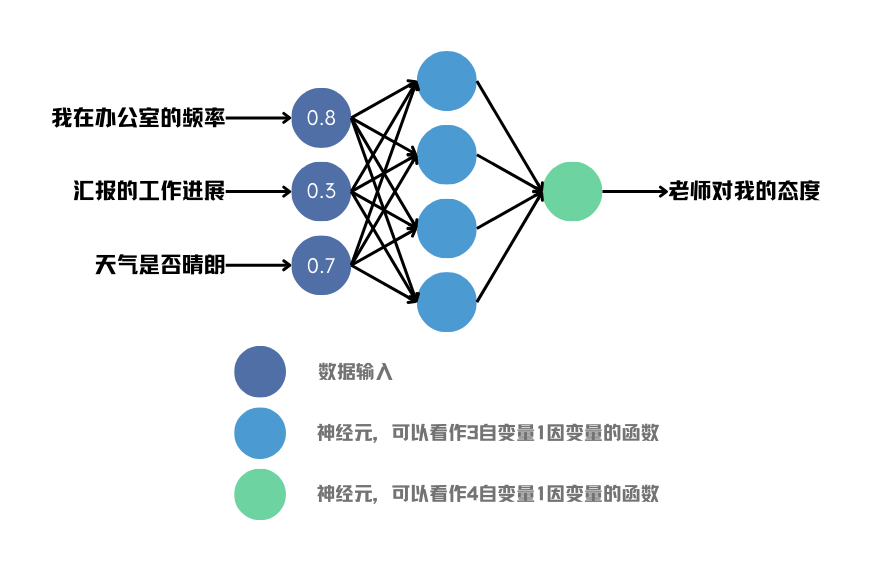 我在办公室的频率
0.8
汇报的工作进展
0.3
老师对我的态度
天气是否晴朗
0.7
数据输入
神经元，可以看作3自变量1因变量的函数
神经元，可以看作4自变量1因变量的函数